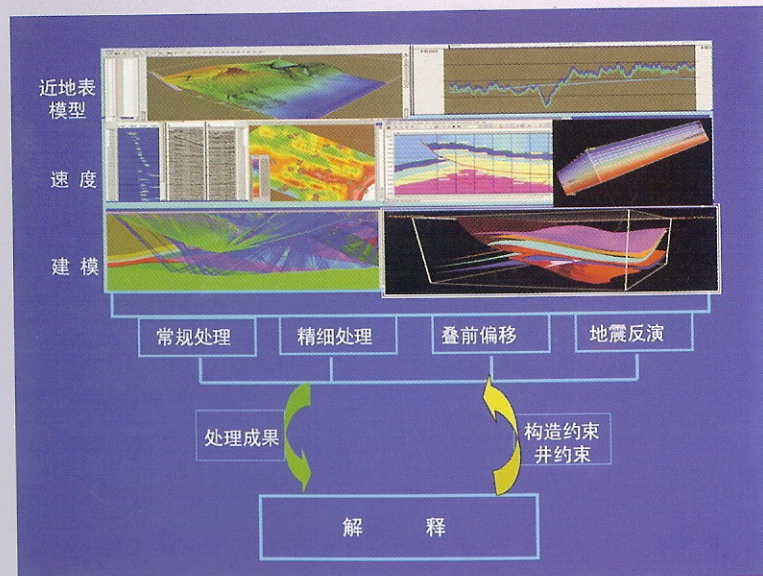 近地表
模型
速 度
建 模
常规处理
精细处理
叠前偏移
地震反演
处理成果
构造约束
井约束
解 释